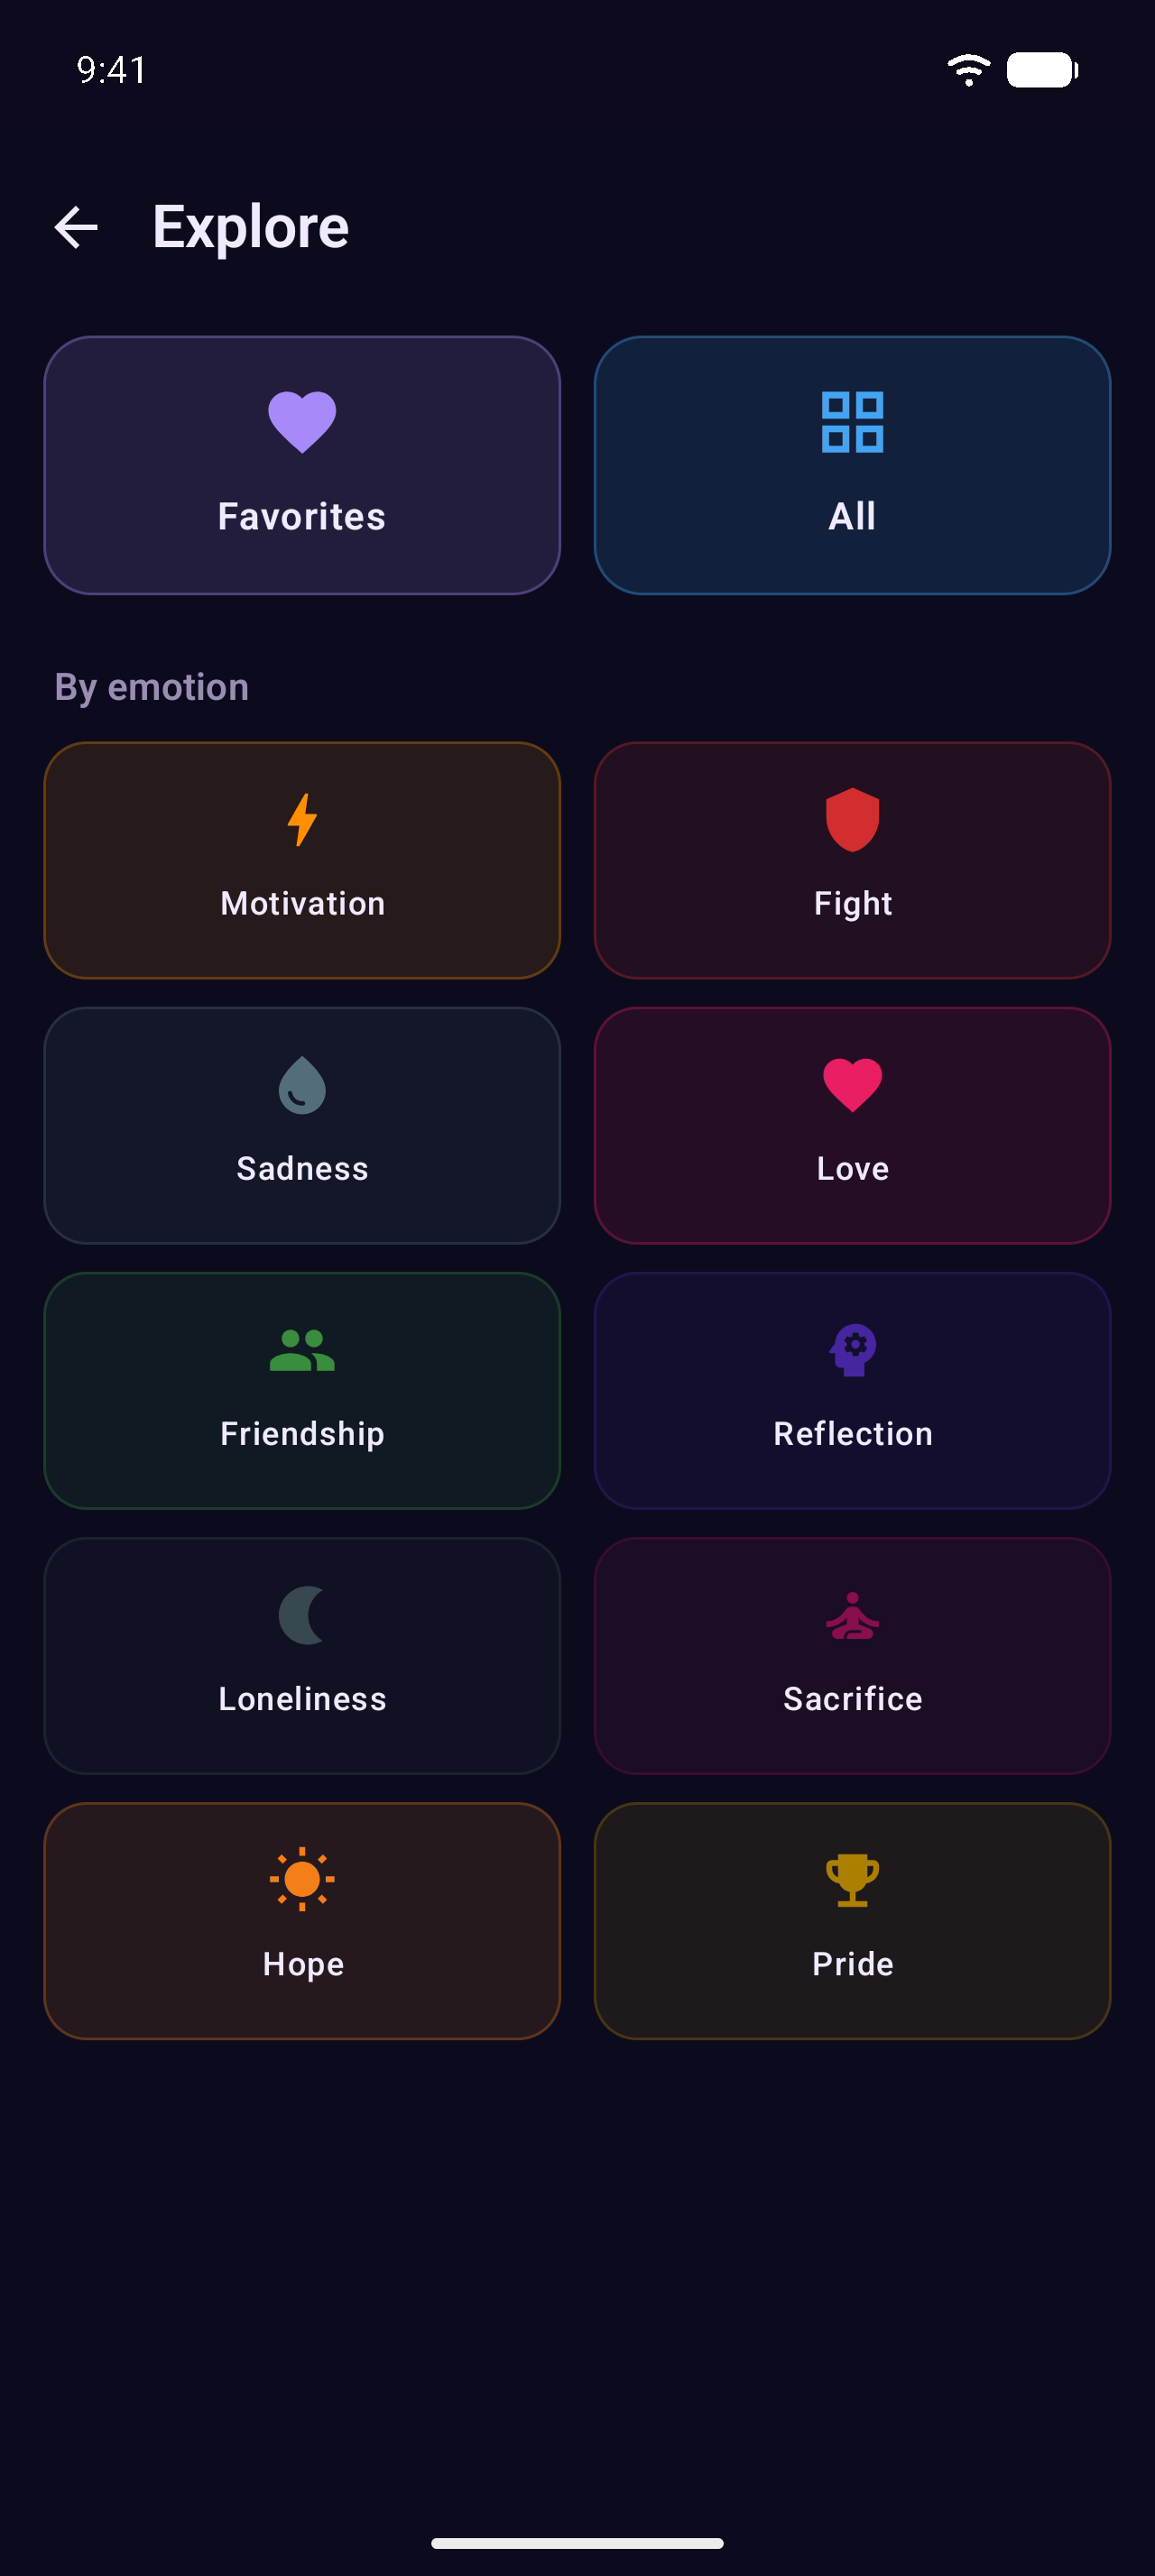 9:41
Explore
Favorites
All
By emotion
Motivation
Fight
Sadness
Love
Friendship
Reflection
Loneliness
Sacrifice
Hope
Pride